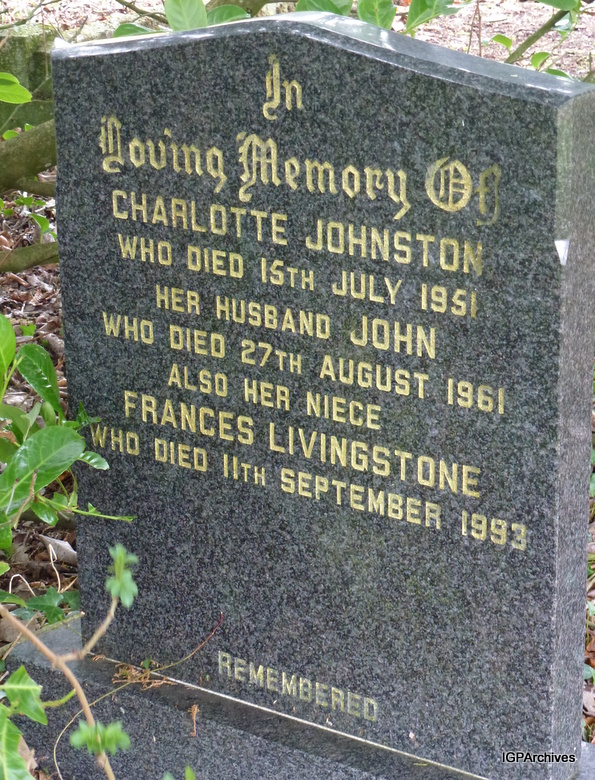 In
Loving Memory Of
CHARLOTTE JOHNSTON
WHO DIED 15TH JULY 1951
HER HUSBAND JOHN
WHO DIED 27TH AUGUST 1961
ALSO HER NIECE
FRANCES LIVINGSTONE
WHO DIED 11TH SEPTEMBER 1993
REMEMBERED
IGPArchives